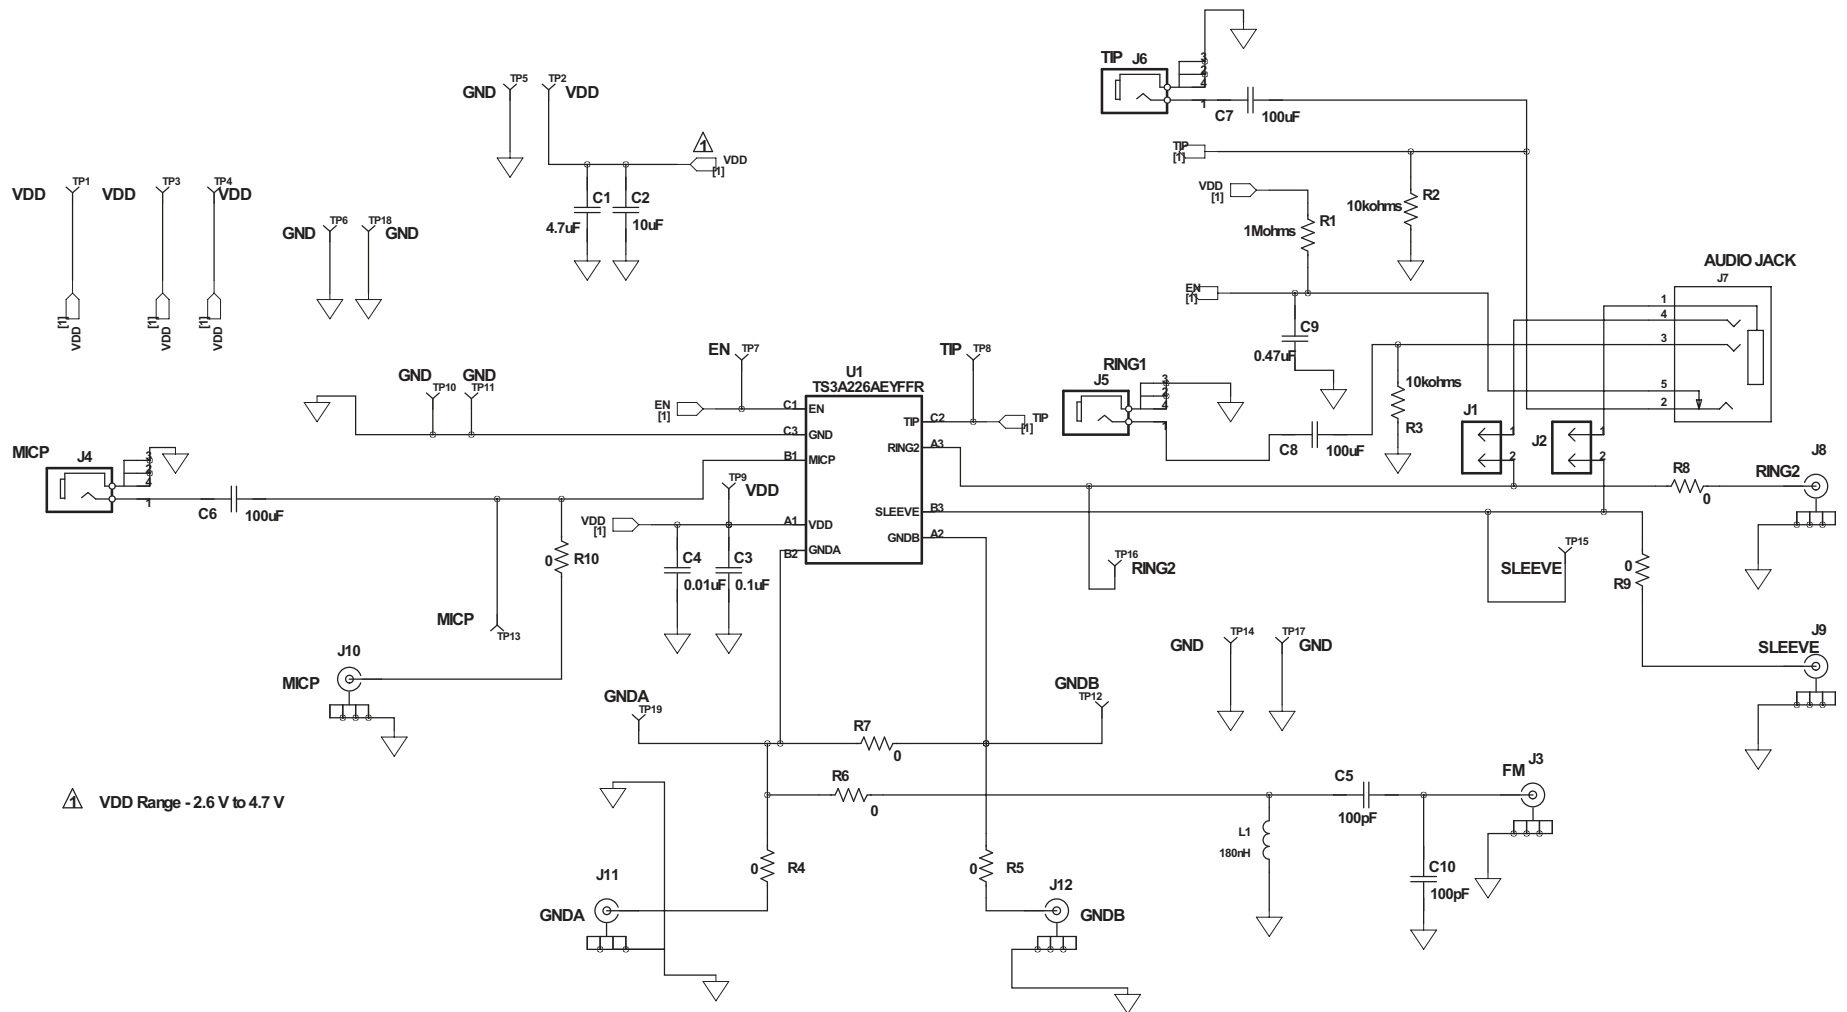 TIP J6
3
2
4
1
C7
100uF
TP5
TP2
GND
VDD
1
VDD
[1]
C1
4.7uF
C2
10uF
TP1
VDD
[1]
VDD
TP3
VDD
[1]
VDD
TP4
VDD
[1]
VDD
TP6
GND
TP18
GND
TIP
[1]
VDD
[1]
R1
1Mohms
R2
10kohms
EN
[1]
C9
0.47uF
AUDIO JACK
J7
1
4
3
5
2
EN
TP7
TIP
TP8
U1
TS3A226AEYFFR
RING1
J5
3
2
4
1
C8
100uF
10kohms
R3
J1
1
2
J2
1
2
R8
0
J8
RING2
GND
TP10
GND
TP11
EN
[1]
C1
EN
C3
GND
B1
MICP
A1
VDD
B2
GNDA
TIP
C2
RING2
A3
SLEEVE
B3
GNDB
A2
TIP
[1]
MICP
J4
3
2
4
1
C6
100uF
TP9
VDD
VDD
[1]
C4
0.01uF
C3
0.1uF
0
R10
MICP
TP13
TP16
RING2
TP15
SLEEVE
0
R9
J9
SLEEVE
J10
MICP
TP14
GND
TP17
GND
GNDA
TP19
GNDB
TP12
R7
0
R6
0
C5
100pF
FM
J3
L1
180nH
C10
100pF
1
VDD Range - 2.6 V to 4.7 V
0
R4
0
R5
J11
GNDA
J12
GNDB